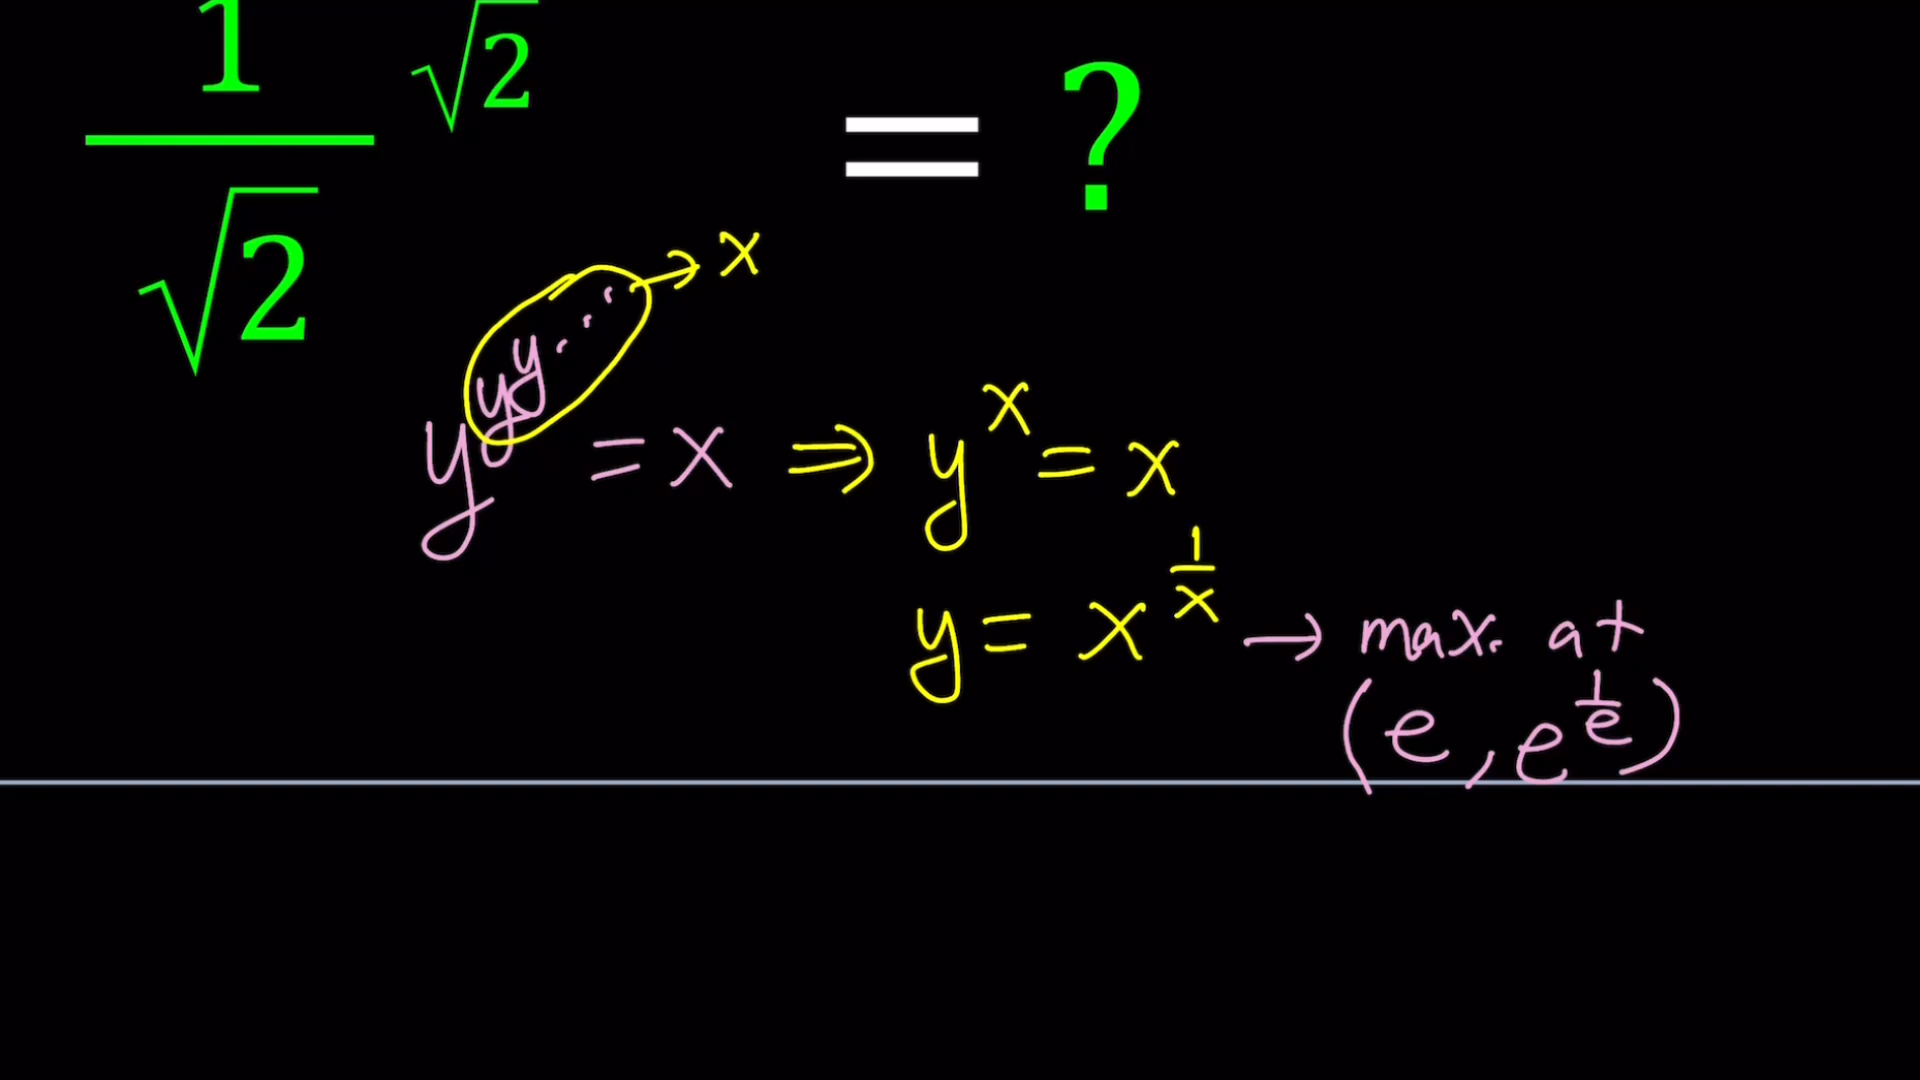 1/√2 ^ √2 = ?
y^y^y^⋰ = x ⇒ y^x = x
→ x
y = x^(1/x) → max. at
(e, e^(1/e))